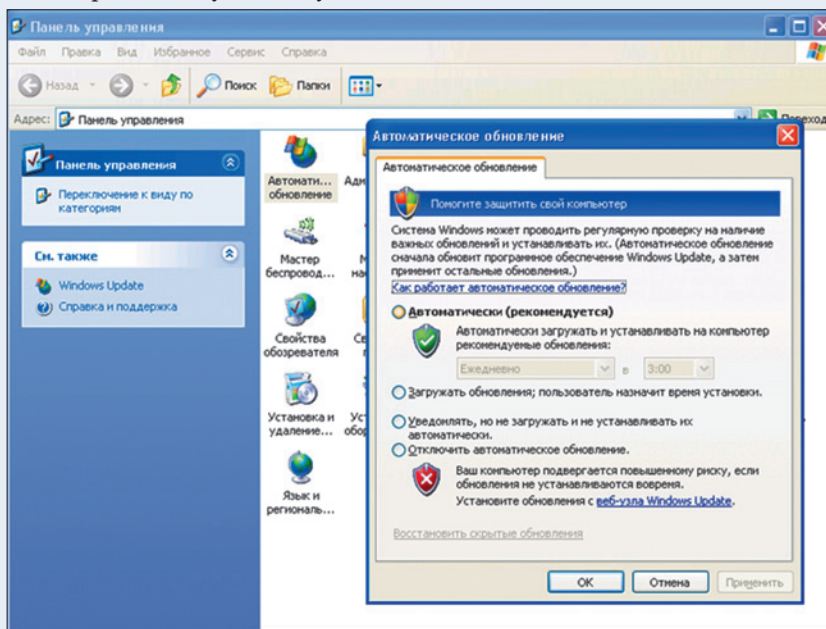 Панель управления
Файл Правка Вид Избранное Сервис Справка
Назад Поиск Папки
Адрес: Панель управления Переход
Панель управления
Переключение к виду по
категориям
См. также
Windows Update
Справка и поддержка
Автомати...
обновление
Мастер
беспровод...
Свойства
обозревателя
Установка и
удаление...
Язык и
региональ...
Автоматическое обновление
Автоматическое обновление
Помогите защитить свой компьютер
Система Windows может проводить регулярную проверку на наличие
важных обновлений и устанавливать их. (Автоматическое обновление
сначала обновит программное обеспечение Windows Update, а затем
применит остальные обновления.)
Как работает автоматическое обновление?
Автоматически (рекомендуется)
Автоматически загружать и устанавливать на компьютер
рекомендуемые обновления:
Ежедневно в 3:00
Загружать обновления; пользователь назначит время установки.
Уведомлять, но не загружать и не устанавливать их
автоматически.
Отключить автоматическое обновление.
Ваш компьютер подвергается повышенному риску, если
обновления не устанавливаются вовремя.
Установите обновления с веб-узла Windows Update.
Восстановить скрытые обновления
ОК Отмена Применить